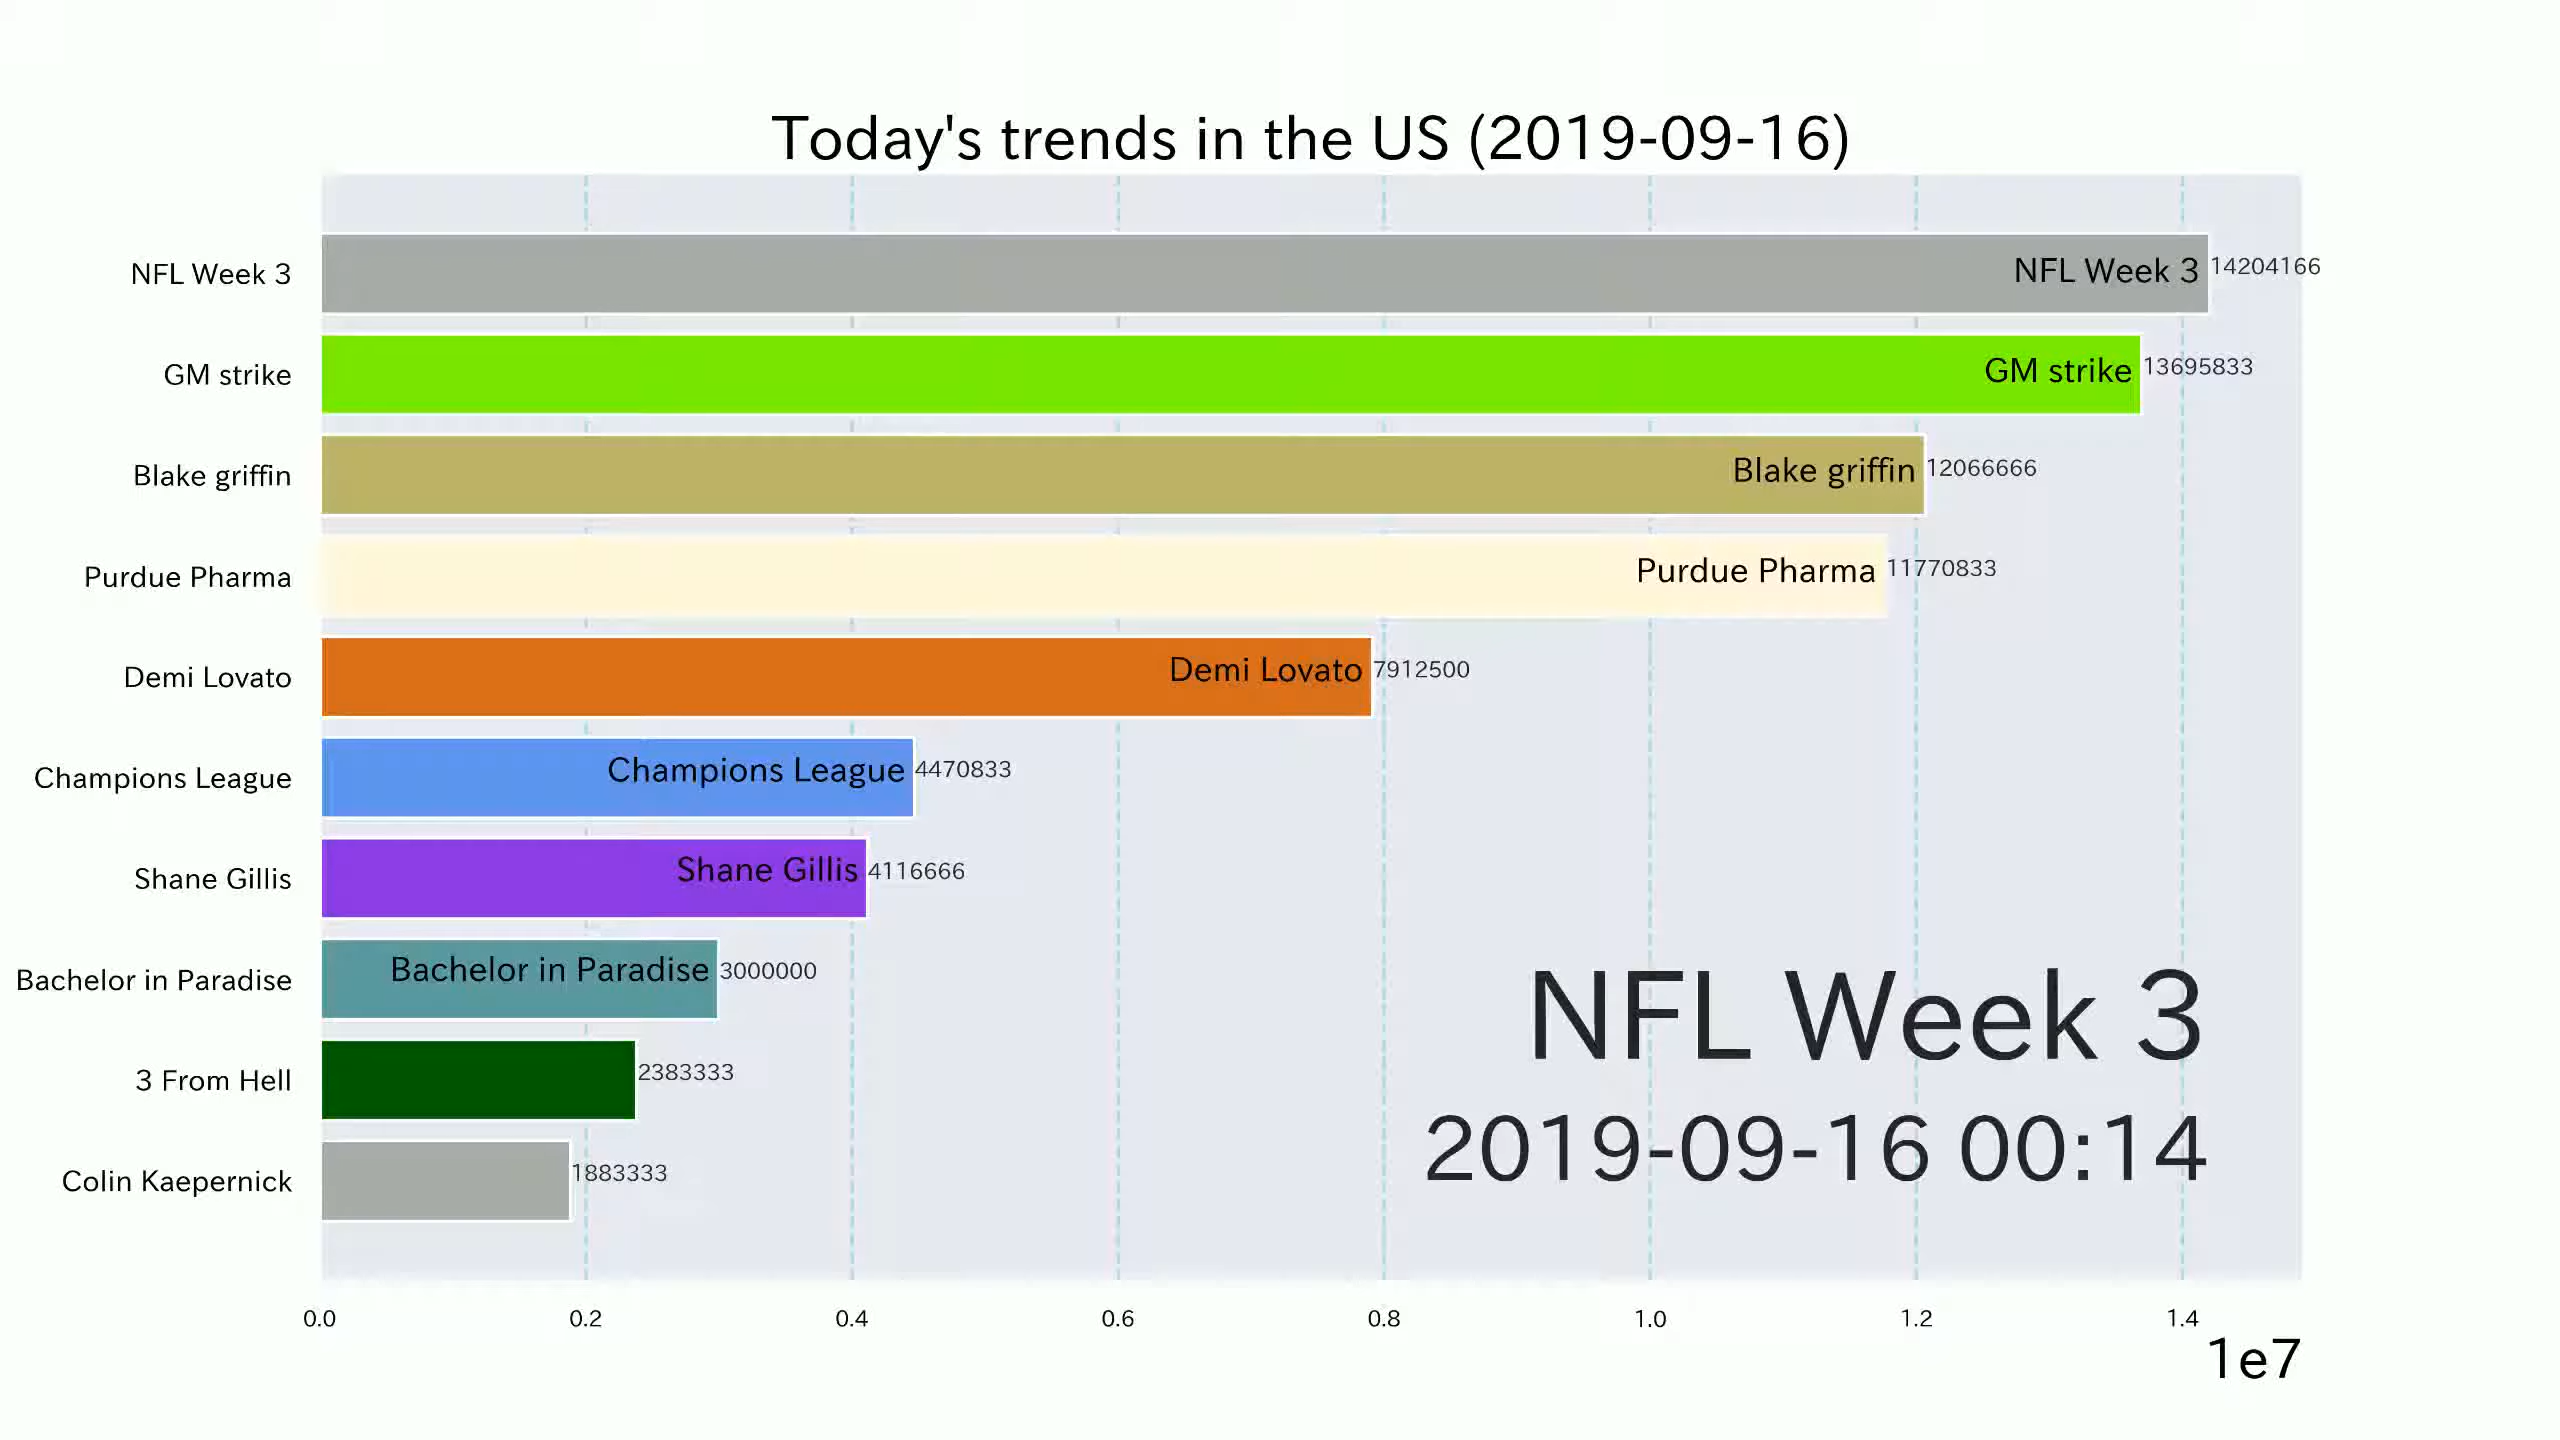 Today's trends in the US (2019-09-16)
NFL Week 3 NFL Week 3 14204166
GM strike GM strike 13695833
Blake griffin Blake griffin 12066666
Purdue Pharma Purdue Pharma 11770833
Demi Lovato Demi Lovato 7912500
Champions League Champions League 4470833
Shane Gillis Shane Gillis 4116666
Bachelor in Paradise Bachelor in Paradise 3000000
3 From Hell 2383333
Colin Kaepernick 1883333
NFL Week 3
2019-09-16 00:14
0.0 0.2 0.4 0.6 0.8 1.0 1.2 1.4
1e7